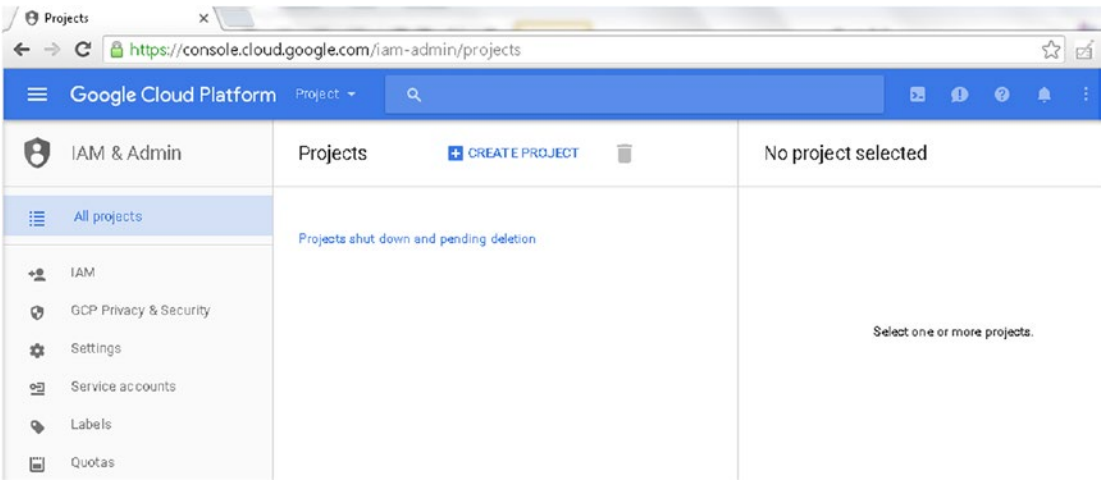 Projects
https://console.cloud.google.com/iam-admin/projects
Google Cloud Platform Project
IAM & Admin
Projects
CREATE PROJECT
No project selected
All projects
Projects shut down and pending deletion
IAM
GCP Privacy & Security
Select one or more projects.
Settings
Service accounts
Labels
Quotas